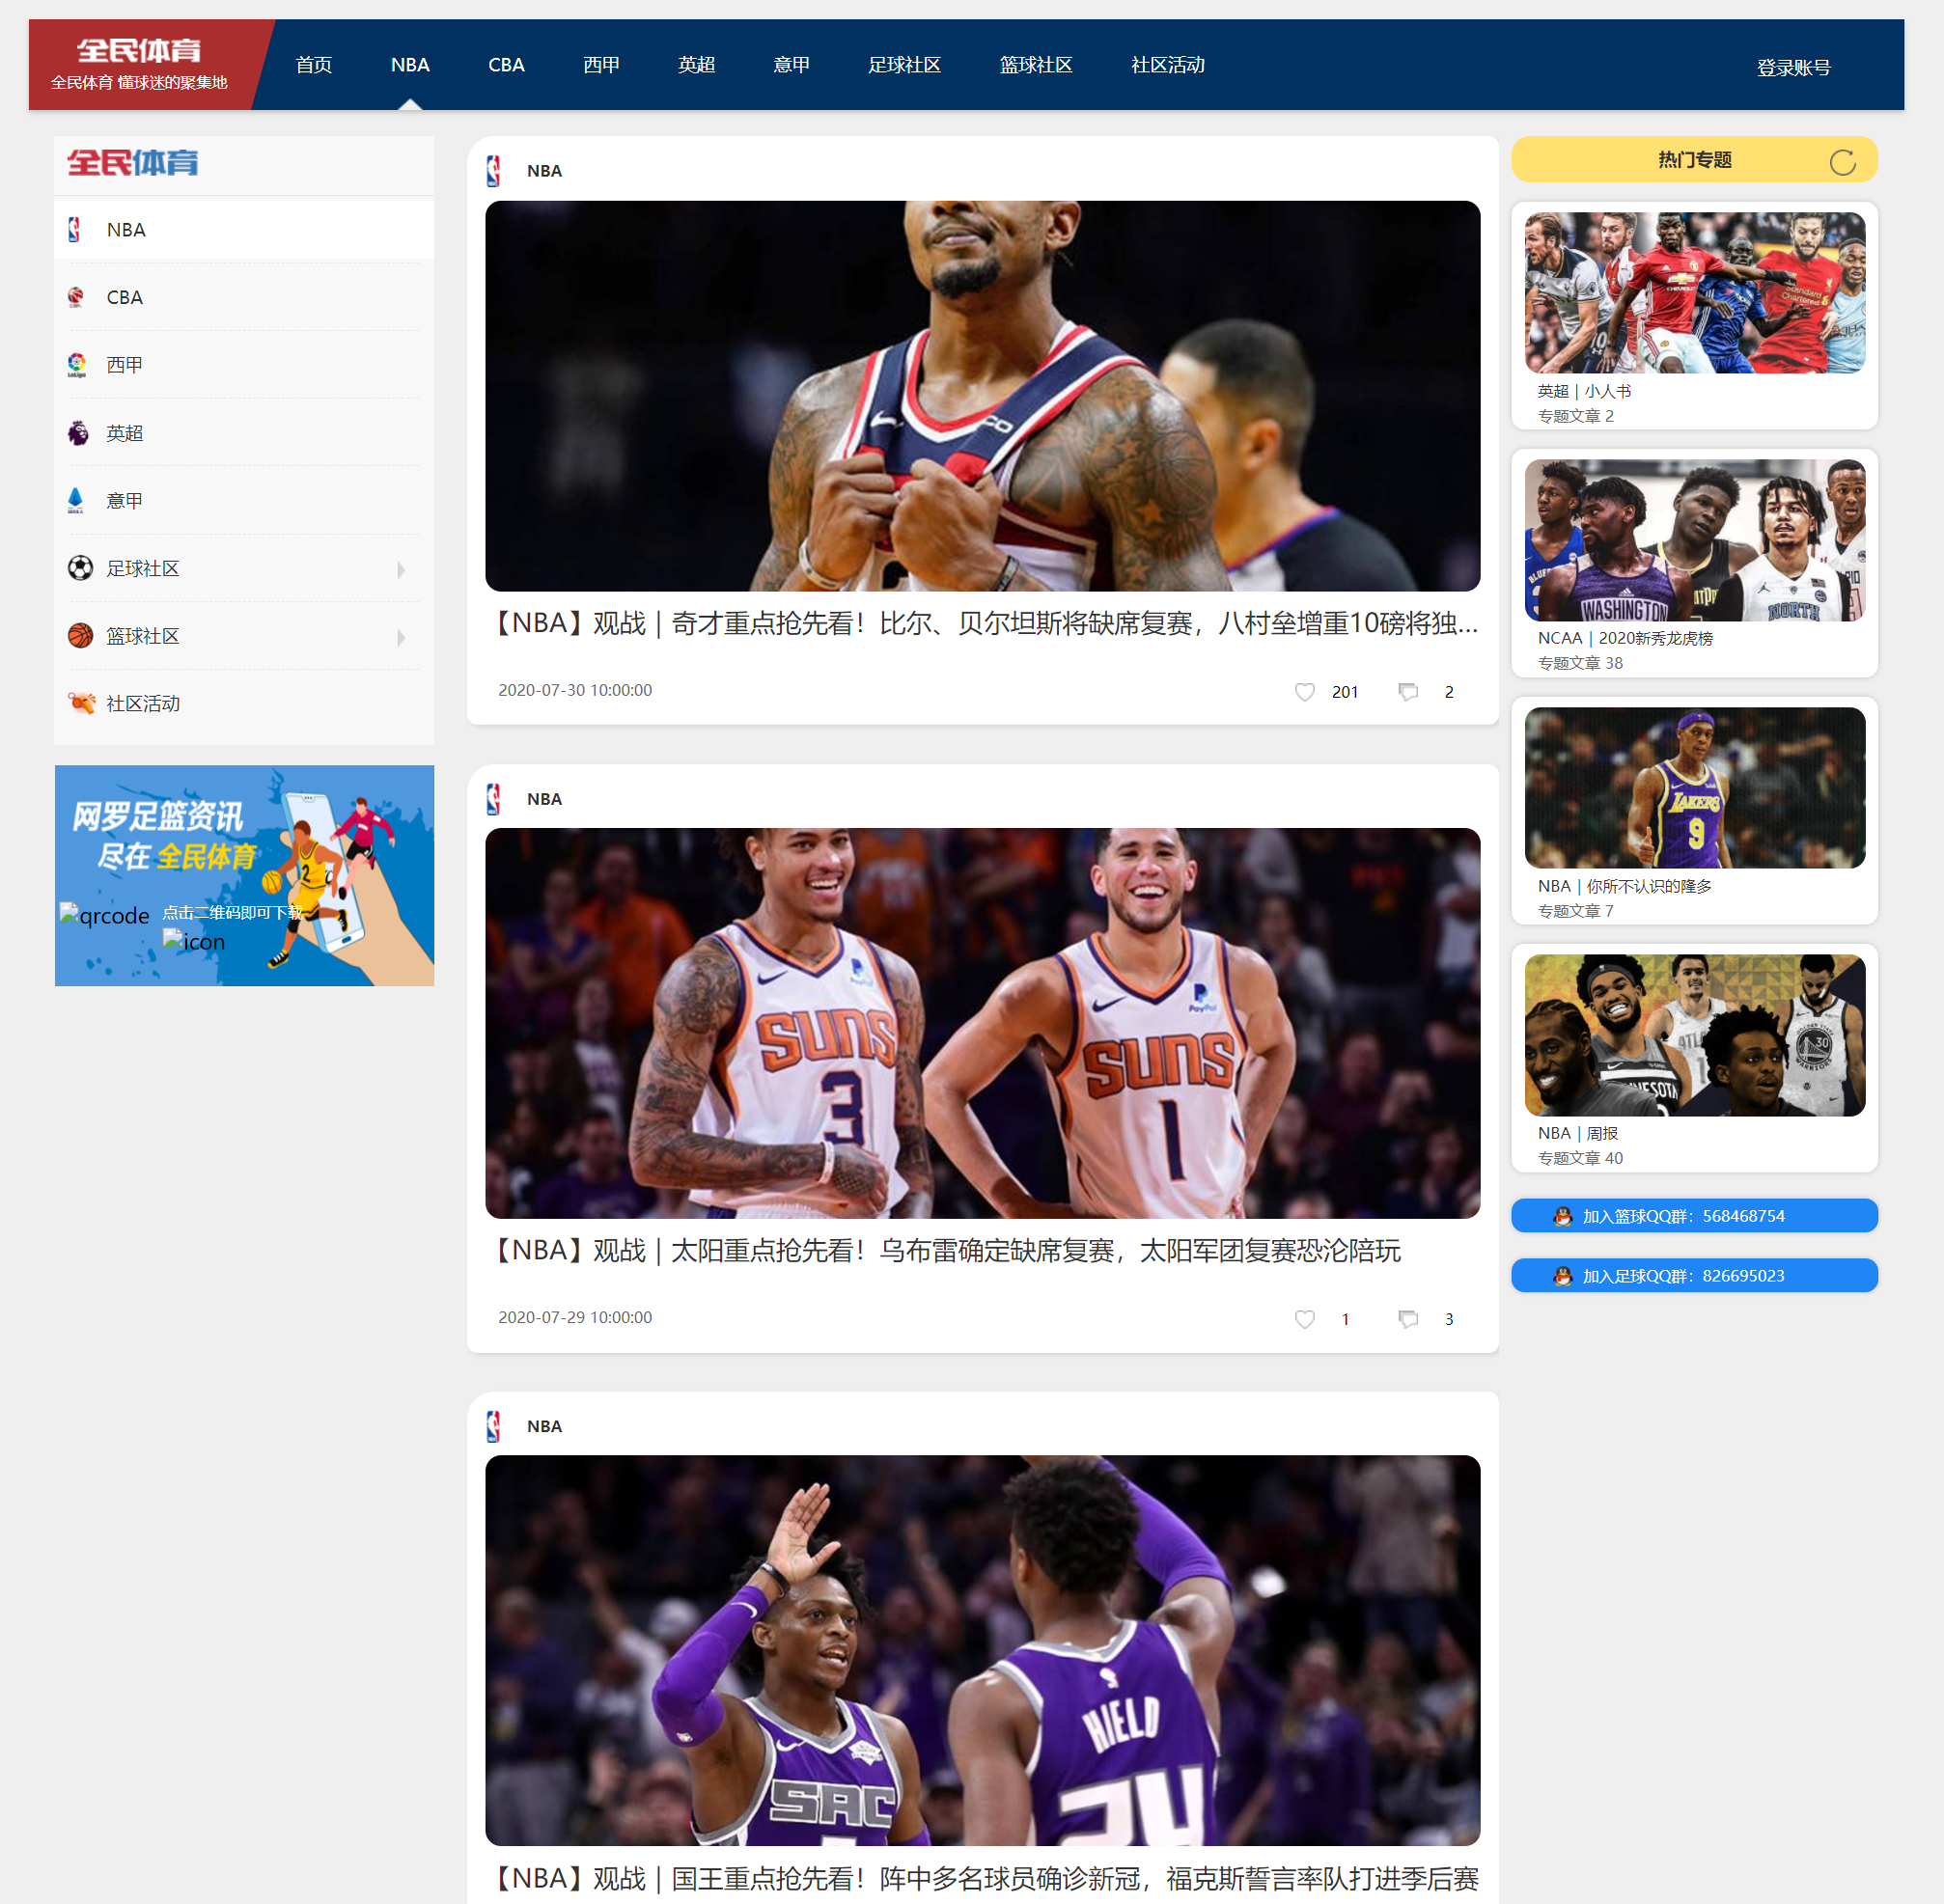 全民体育
全民体育 懂球迷的聚集地
首页 NBA CBA 西甲 英超 意甲 足球社区 篮球社区 社区活动 登录账号
全民体育
NBA
CBA
西甲
英超
意甲
足球社区
篮球社区
社区活动
网罗足篮资讯
尽在 全民体育
qrcode
点击二维码即可下载
icon
NBA
【NBA】观战｜奇才重点抢先看！比尔、贝尔坦斯将缺席复赛，八村垒增重10磅将独...
2020-07-30 10:00:00 201 2
NBA
SUNS
3
PayPal
SUNS
1
【NBA】观战｜太阳重点抢先看！乌布雷确定缺席复赛，太阳军团复赛恐沦陪玩
2020-07-29 10:00:00 1 3
NBA
SAC
HIELD
24
【NBA】观战｜国王重点抢先看！阵中多名球员确诊新冠，福克斯誓言率队打进季后赛
热门专题
英超｜小人书
专题文章 2
WASHINGTON
NORTH
NCAA｜2020新秀龙虎榜
专题文章 38
LAKERS
9
NBA｜你所不认识的隆多
专题文章 7
30
WARRIORS
NBA｜周报
专题文章 40
加入篮球QQ群：568468754
加入足球QQ群：826695023